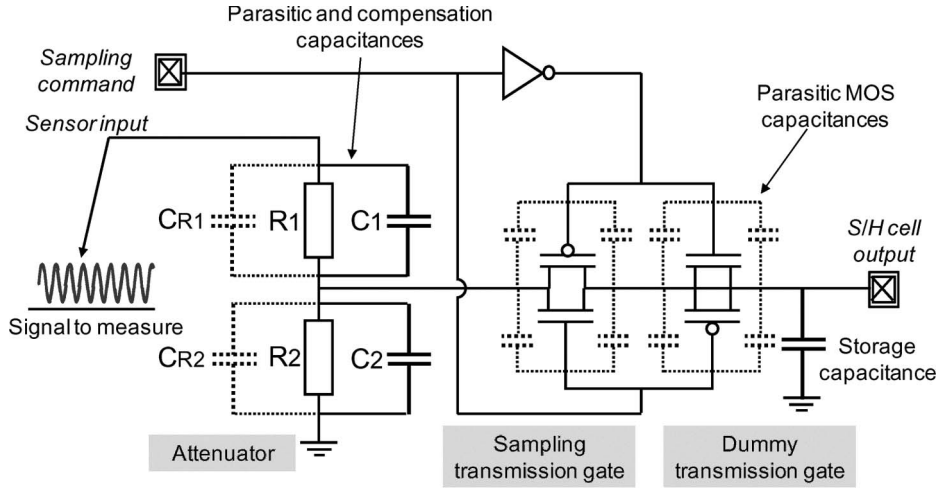 Parasitic and compensation
capacitances
Sampling
command
Sensor input
Parasitic MOS
capacitances
CR1
R1
C1
S/H cell
output
Signal to measure
CR2
R2
C2
Storage
capacitance
Attenuator
Sampling
transmission gate
Dummy
transmission gate